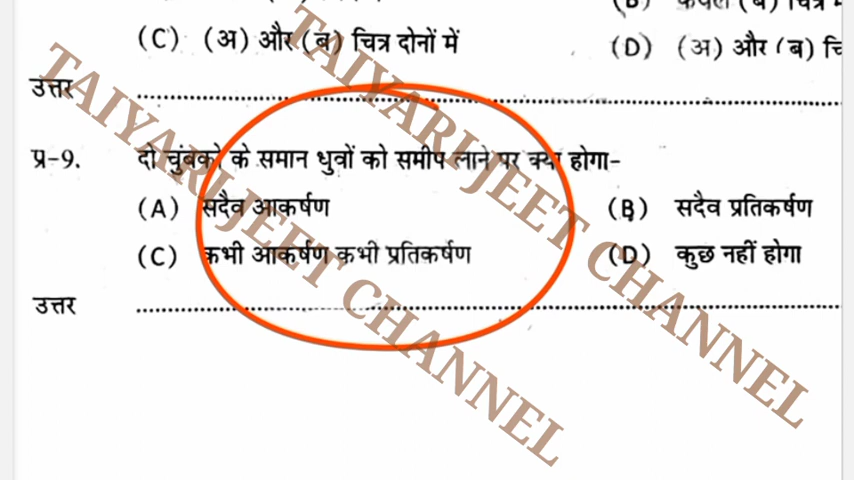 (B) केवल (ब) चित्र
(C) (अ) और (ब) चित्र दोनों में
(D) (अ) और (ब) चि
उत्तर
प्र-9. दो चुंबको के समान धुवों को समीप लाने पर क्या होगा-
(A) सदैव आकर्षण
(B) सदैव प्रतिकर्षण
(C) कभी आकर्षण कभी प्रतिकर्षण
(D) कुछ नहीं होगा
उत्तर
TAIYARI JEET CHANNEL
TAIYARI JEET CHANNEL